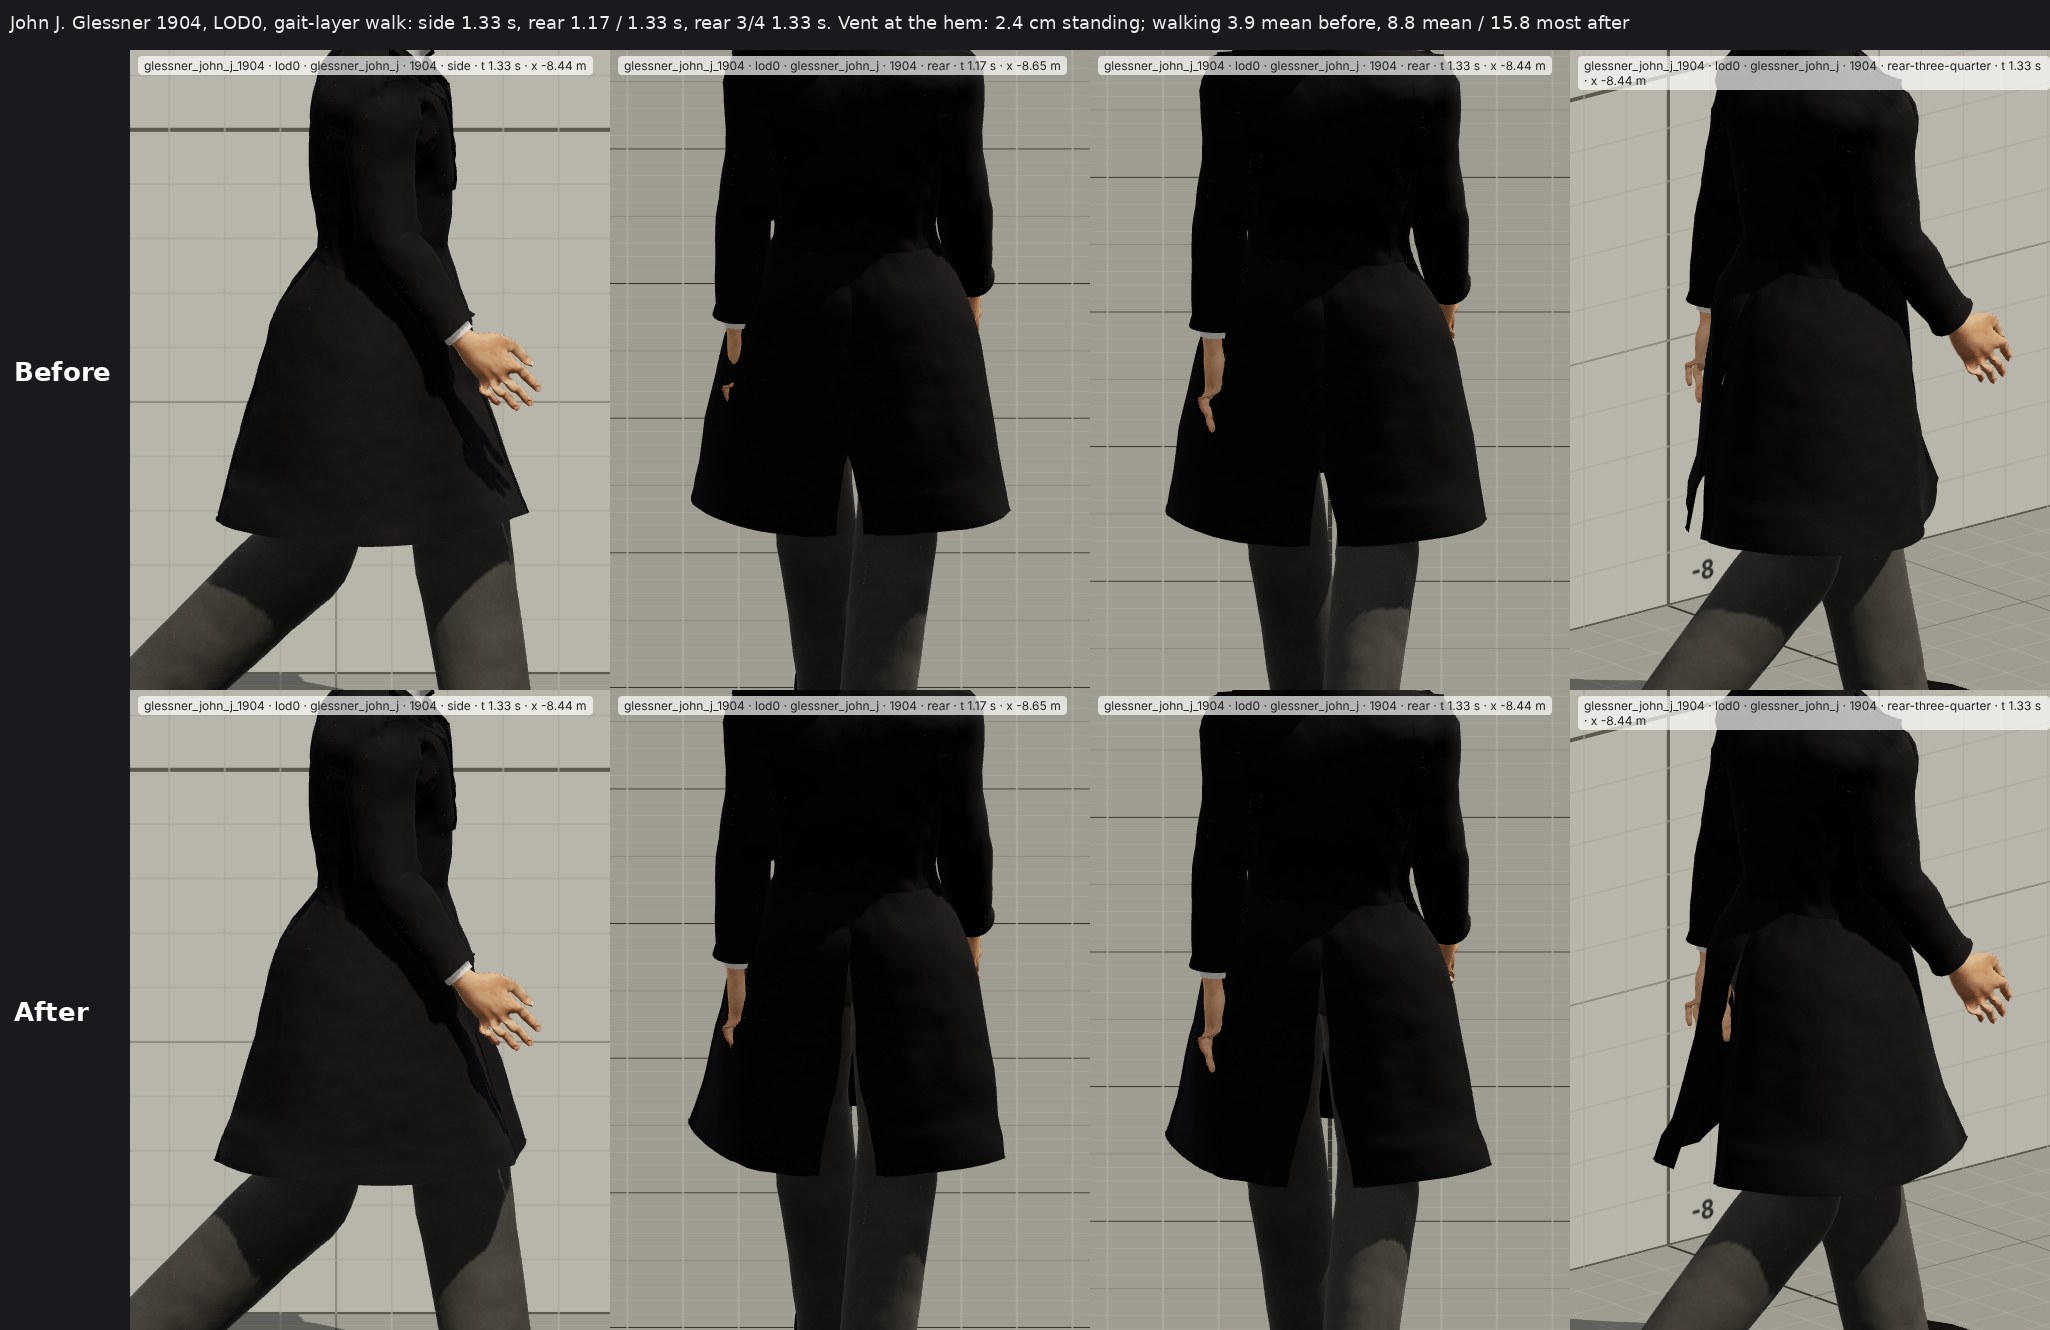 John J. Glessner 1904, LOD0, gait-layer walk: side 1.33 s, rear 1.17 / 1.33 s, rear 3/4 1.33 s. Vent at the hem: 2.4 cm standing; walking 3.9 mean before, 8.8 mean / 15.8 most after
glessner_john_j_1904 · lod0 · glessner_john_j · 1904 · side · t 1.33 s · x -8.44 m
glessner_john_j_1904 · lod0 · glessner_john_j · 1904 · rear · t 1.17 s · x -8.65 m
glessner_john_j_1904 · lod0 · glessner_john_j · 1904 · rear · t 1.33 s · x -8.44 m
glessner_john_j_1904 · lod0 · glessner_john_j · 1904 · rear-three-quarter · t 1.33 s
· x -8.44 m
Before
-8
glessner_john_j_1904 · lod0 · glessner_john_j · 1904 · side · t 1.33 s · x -8.44 m
glessner_john_j_1904 · lod0 · glessner_john_j · 1904 · rear · t 1.17 s · x -8.65 m
glessner_john_j_1904 · lod0 · glessner_john_j · 1904 · rear · t 1.33 s · x -8.44 m
glessner_john_j_1904 · lod0 · glessner_john_j · 1904 · rear-three-quarter · t 1.33 s
· x -8.44 m
After
-8